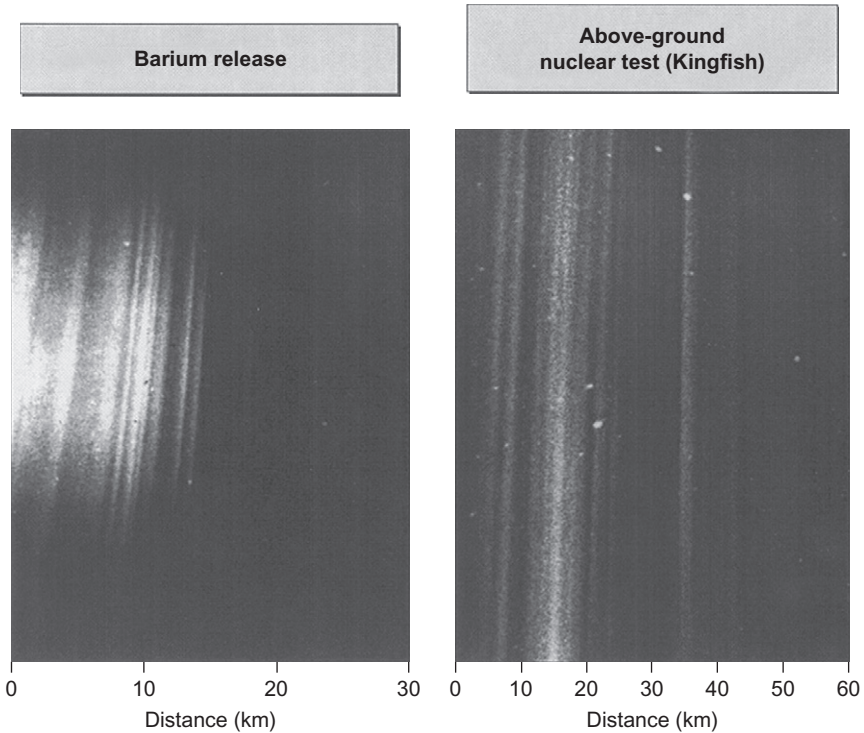 Barium release
Above-ground
nuclear test (Kingfish)
0 10 20 30
Distance (km)
0 10 20 30 40 50 60
Distance (km)